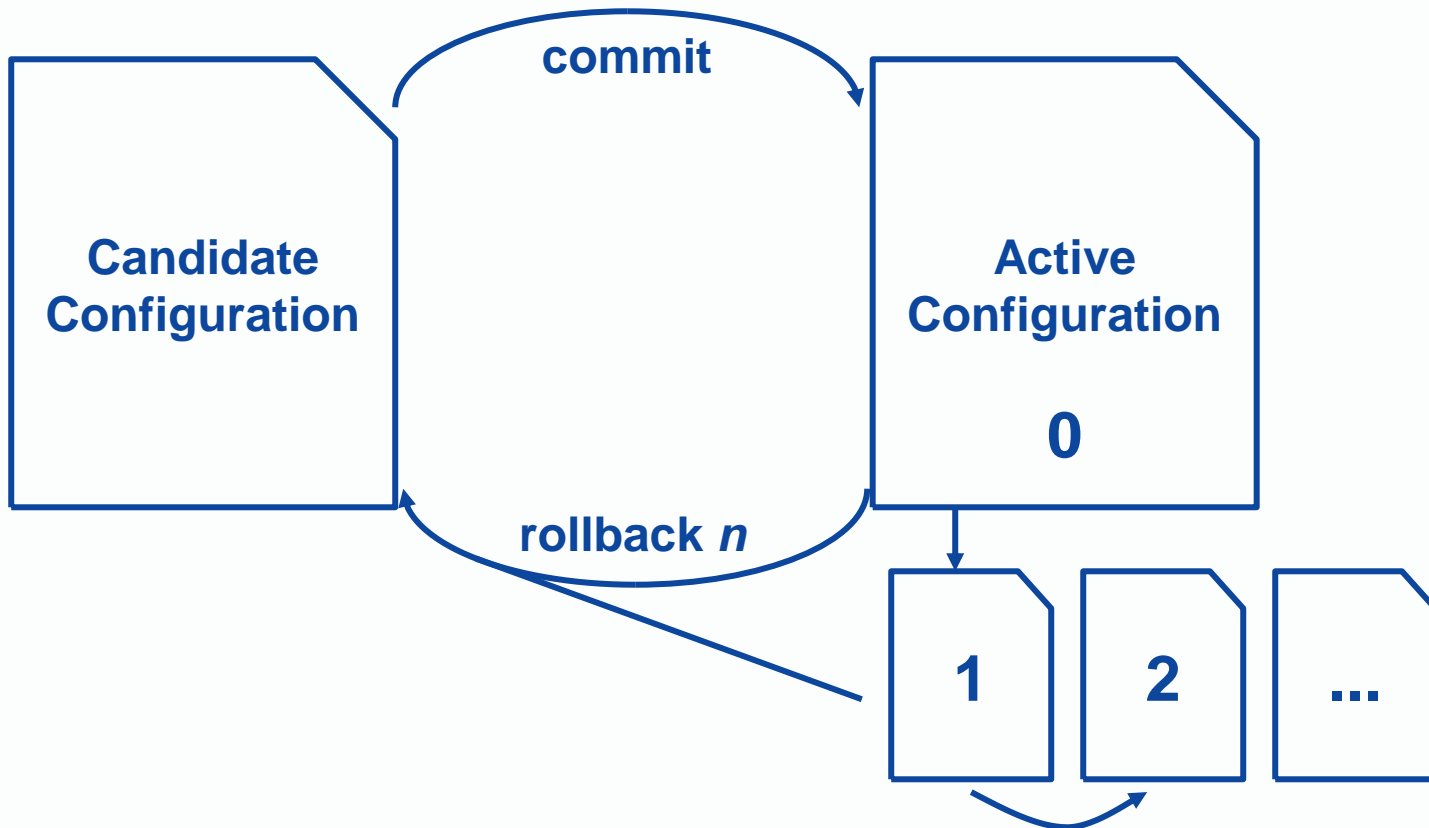 commit
Candidate
Configuration
Active
Configuration
0
rollback n
1
2
...